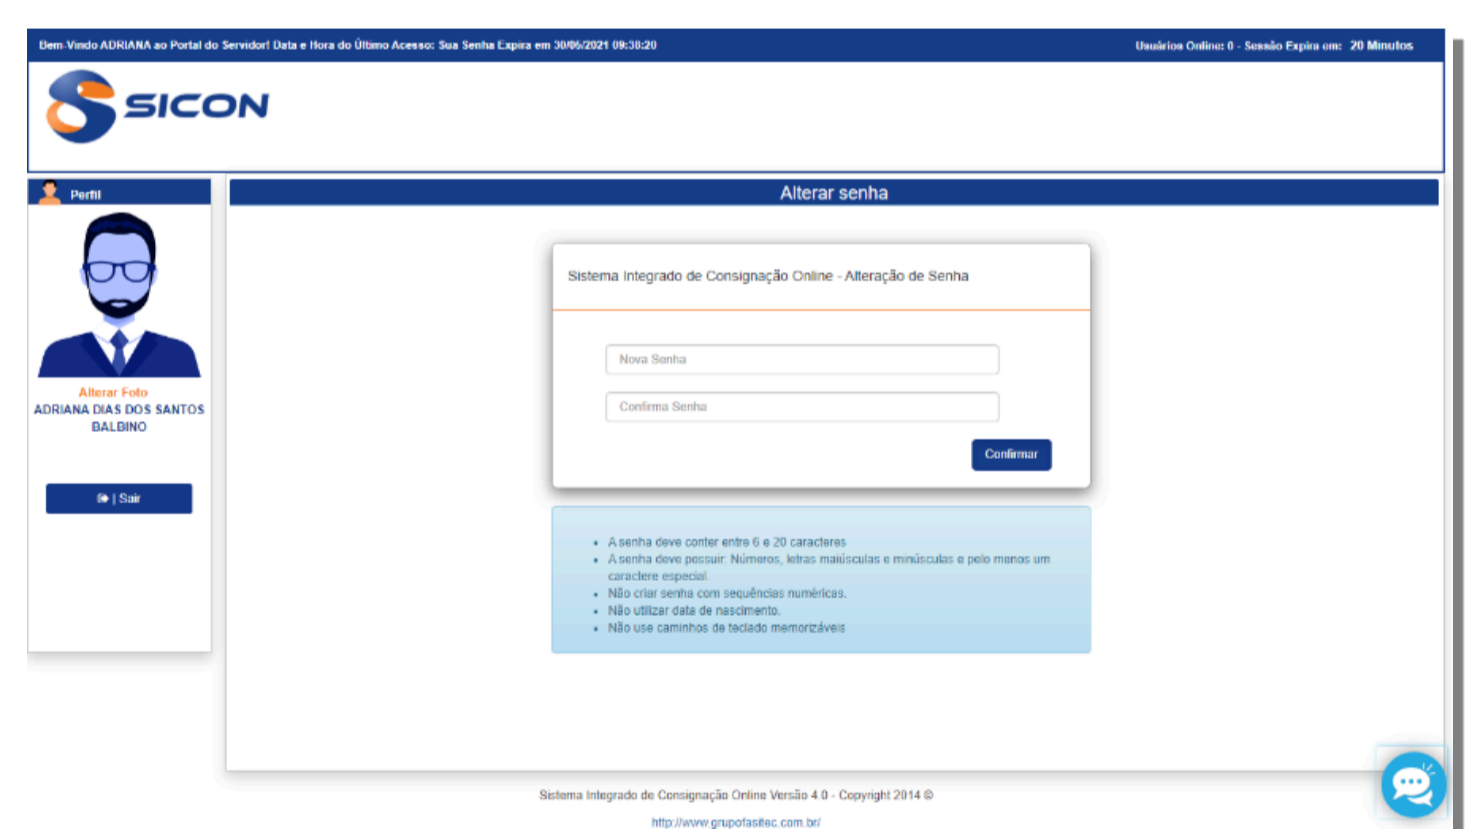 Bem-Vindo ADRIANA ao Portal do Servidor! Data e Hora do Último Acesso: Sua Senha Expira em 30/06/2021 09:30:20
Usuários Online: 0 - Sessão Expira em: 20 Minutos
SICON
Perfil
Alterar senha
Sistema Integrado de Consignação Online - Alteração de Senha
Nova Senha
Confirma Senha
Confirmar
Alterar Foto
ADRIANA DIAS DOS SANTOS
BALBINO
| Sair
• A senha deve conter entre 6 e 20 caracteres
• A senha deve possuir: Números, letras maiúsculas e minúsculas e pelo menos um
caractere especial.
• Não criar senha com sequências numéricas.
• Não utilizar data de nascimento.
• Não use caminhos de teclado memorizáveis
Sistema Integrado de Consignação Online Versão 4.0 - Copyright 2014 ©
http://www.grupofasitec.com.br/